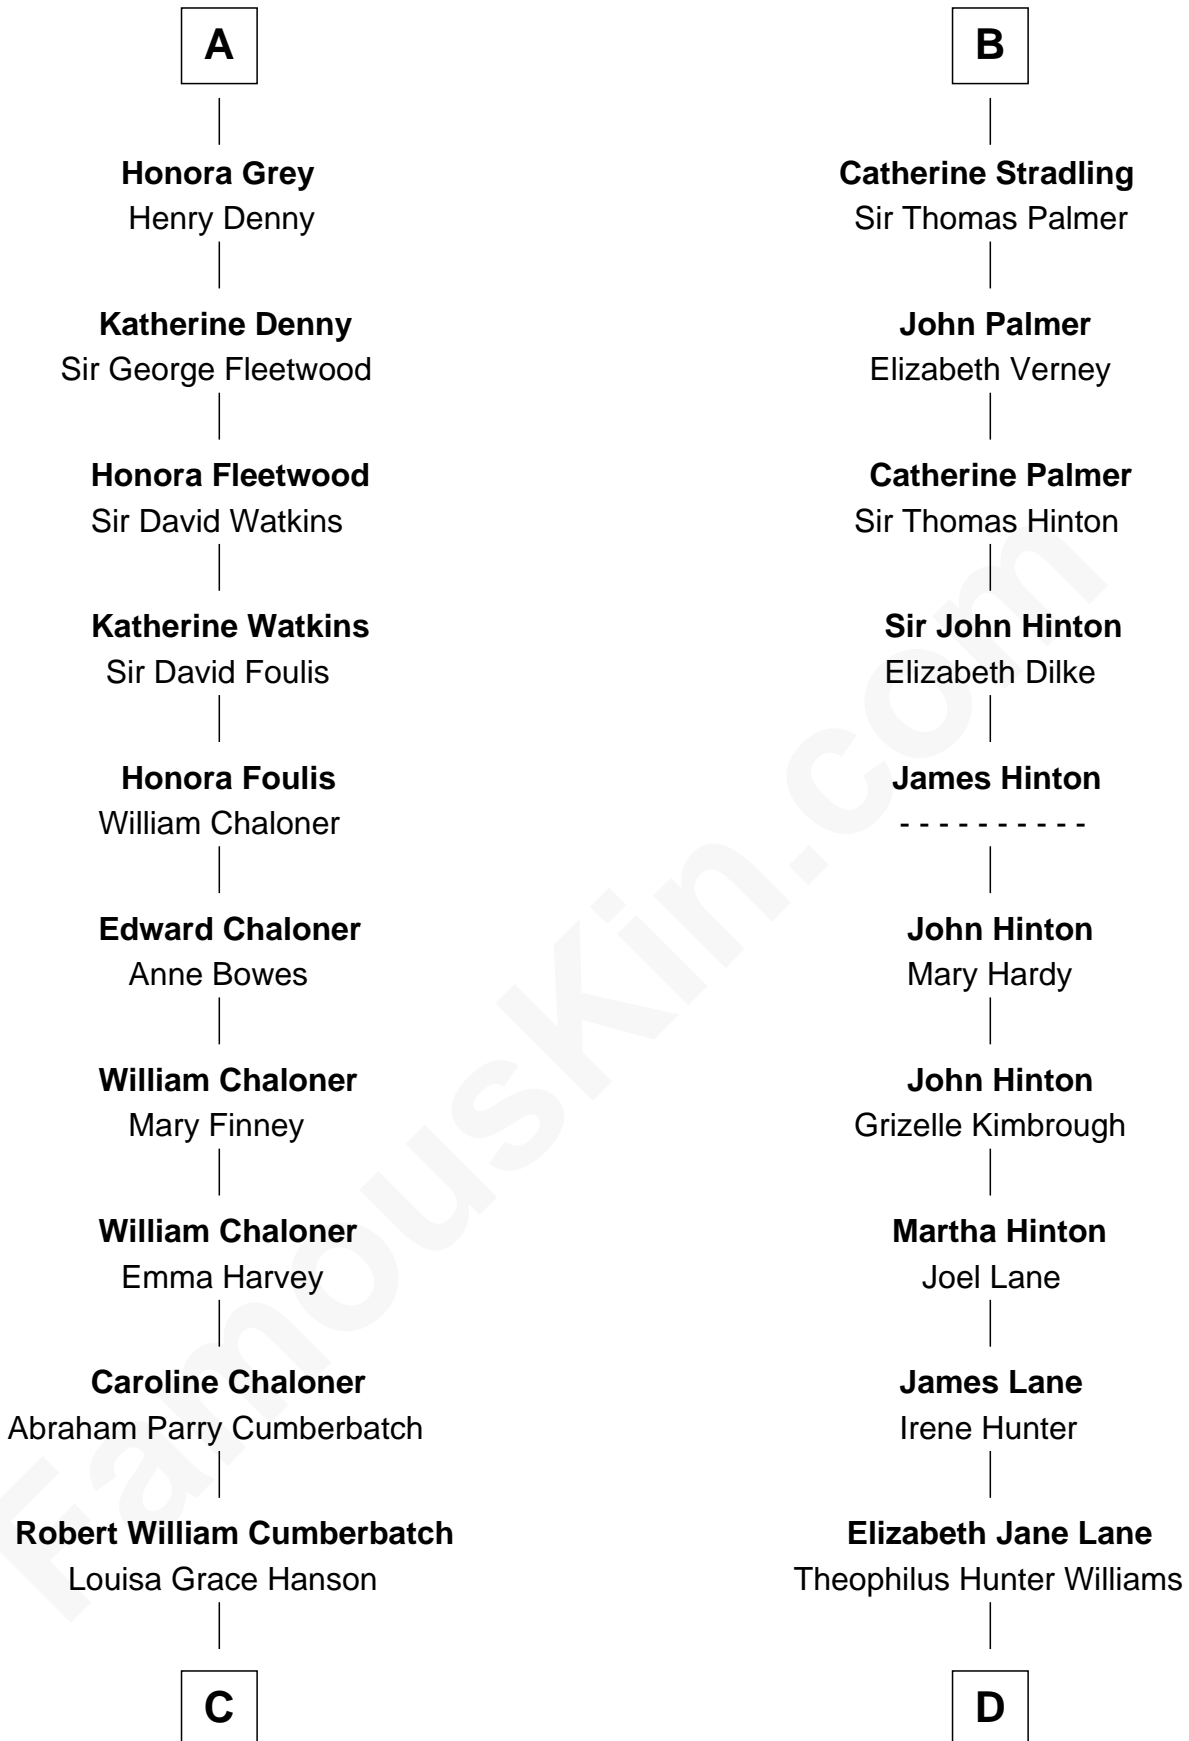 A
Honora Grey
Henry Denny
Katherine Denny
Sir George Fleetwood
Honora Fleetwood
Sir David Watkins
Katherine Watkins
Sir David Foulis
Honora Foulis
William Chaloner
Edward Chaloner
Anne Bowes
William Chaloner
Mary Finney
William Chaloner
Emma Harvey
Caroline Chaloner
Abraham Parry Cumberbatch
Robert William Cumberbatch
Louisa Grace Hanson
C
B
Catherine Stradling
Sir Thomas Palmer
John Palmer
Elizabeth Verney
Catherine Palmer
Sir Thomas Hinton
Sir John Hinton
Elizabeth Dilke
James Hinton
- - - - - - - - - -
John Hinton
Mary Hardy
John Hinton
Grizelle Kimbrough
Martha Hinton
Joel Lane
James Lane
Irene Hunter
Elizabeth Jane Lane
Theophilus Hunter Williams
D
FamousKin.com